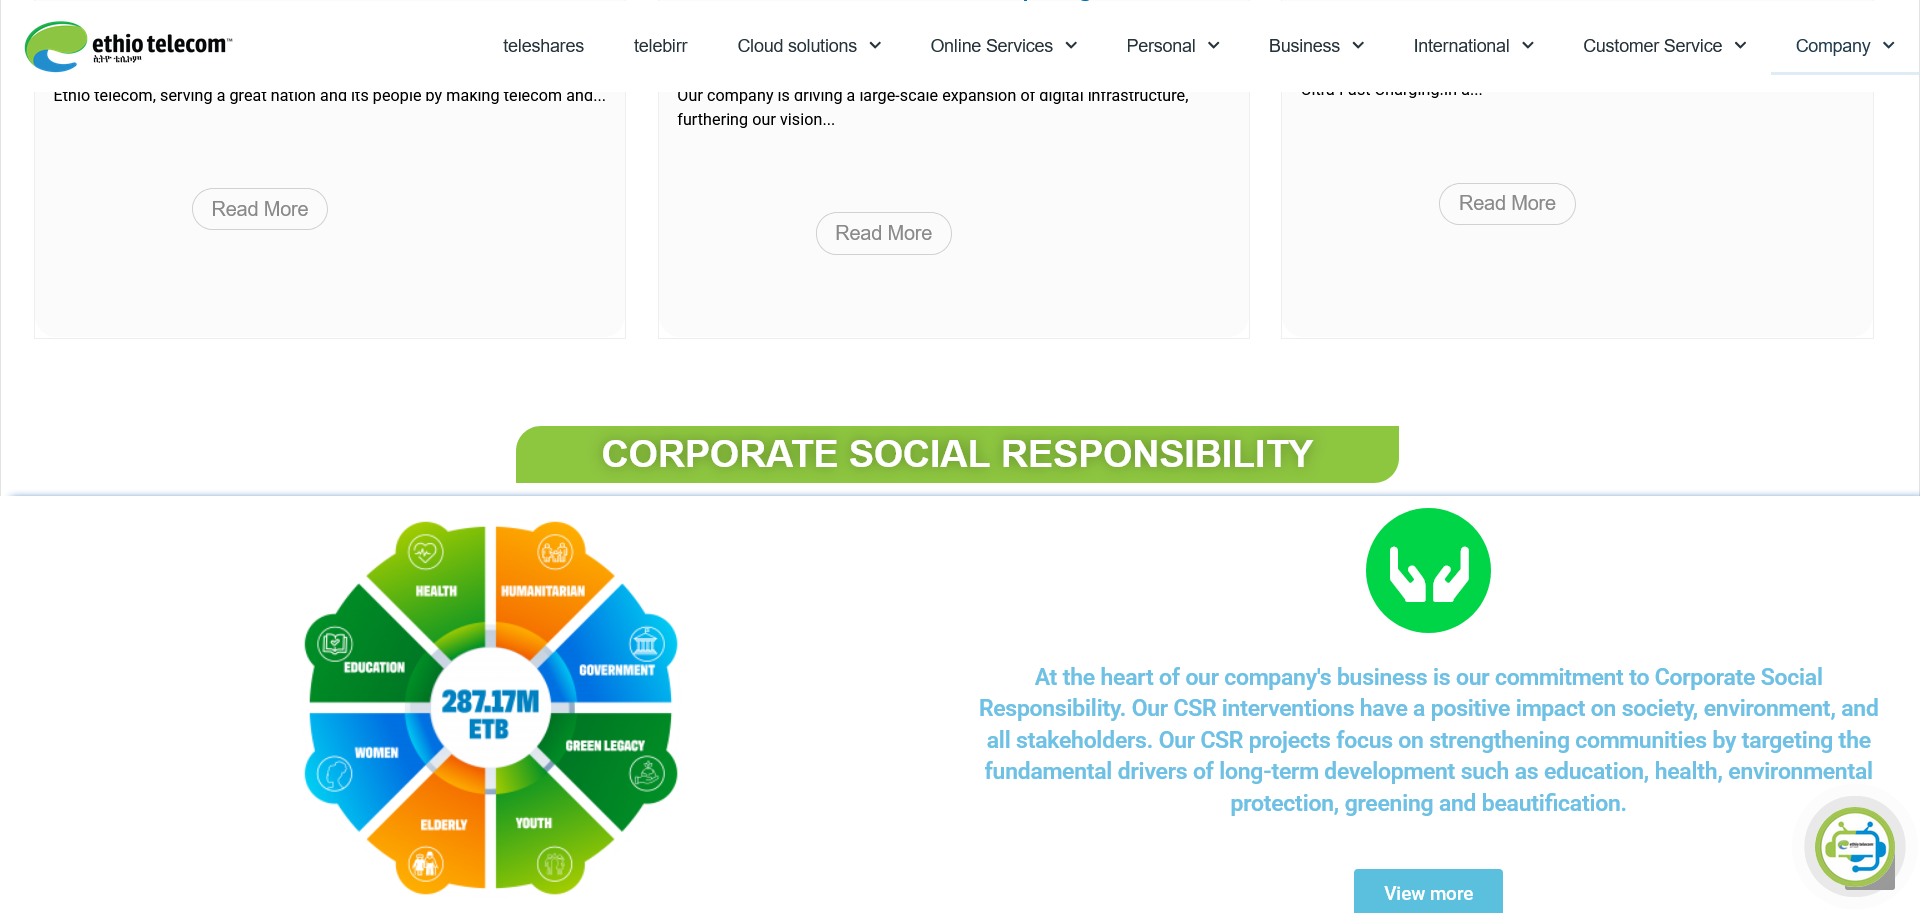 ethio telecom™
ኢትዮ ቴሌኮም
teleshares
telebirr
Cloud solutions
Online Services
Personal
Business
International
Customer Service
Company
Ethio telecom, serving a great nation and its people by making telecom and...
Read More
Our company is driving a large-scale expansion of digital infrastructure,
furthering our vision...
Read More
Ultra Fast Charging.In a...
Read More
CORPORATE SOCIAL RESPONSIBILITY
HEALTH
HUMANITARIAN
EDUCATION
GOVERNMENT
287.17M
ETB
WOMEN
GREEN LEGACY
ELDERLY
YOUTH
At the heart of our company's business is our commitment to Corporate Social
Responsibility. Our CSR interventions have a positive impact on society, environment, and
all stakeholders. Our CSR projects focus on strengthening communities by targeting the
fundamental drivers of long-term development such as education, health, environmental
protection, greening and beautification.
View more
ethio telecom